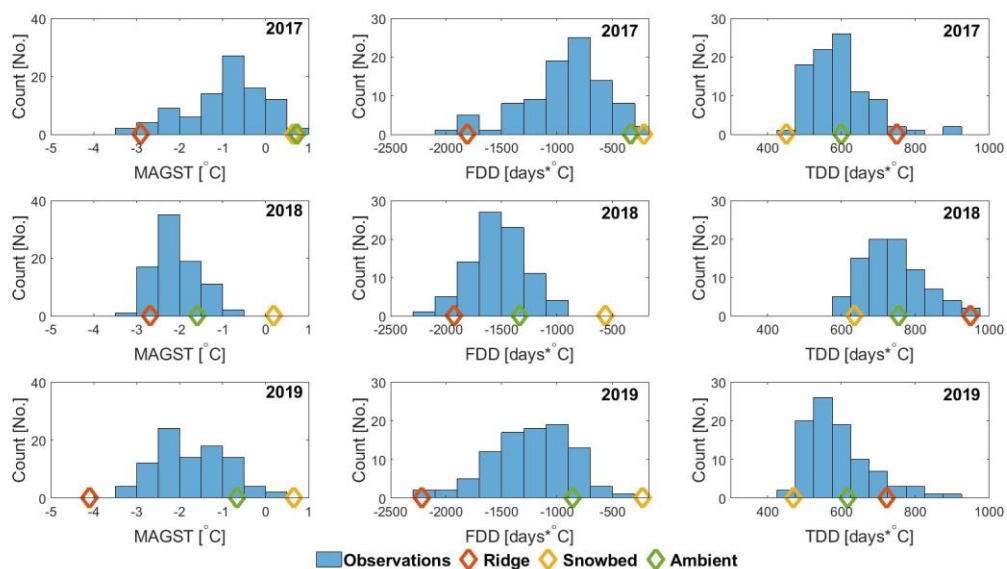 40 2017 30 2017 30 2017
Count [No.] 20 Count [No.] 20 10 Count [No.] 20 10
0 0 0
-5 -4 -3 -2 -1 0 1 -2500 -2000 -1500 -1000 -500 400 600 800 1000
MAGST [°C] FDD [days*°C] TDD [days*°C]
40 2018 30 2018 30 2018
Count [No.] 20 Count [No.] 20 10 Count [No.] 20 10
0 0 0
-5 -4 -3 -2 -1 0 1 -2500 -2000 -1500 -1000 -500 400 600 800 1000
MAGST [°C] FDD [days*°C] TDD [days*°C]
40 2019 30 2019 30 2019
Count [No.] 20 Count [No.] 20 10 Count [No.] 20 10
0 0 0
-5 -4 -3 -2 -1 0 1 -2500 -2000 -1500 -1000 -500 400 600 800 1000
MAGST [°C] FDD [days*°C] TDD [days*°C]
Observations Ridge Snowbed Ambient